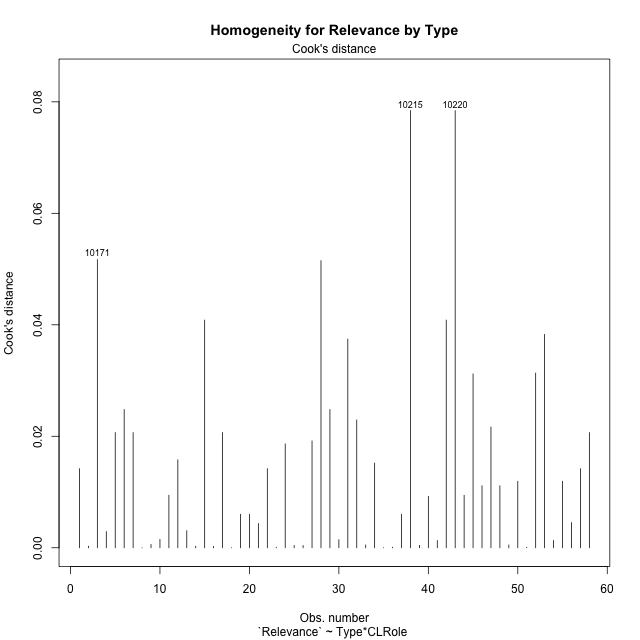 Homogeneity for Relevance by Type
Cook's distance
10215 10220
10171
Cook's distance
0.08
0.06
0.04
0.02
0.00
0 10 20 30 40 50 60
Obs. number
`Relevance` ~ Type*CLRole